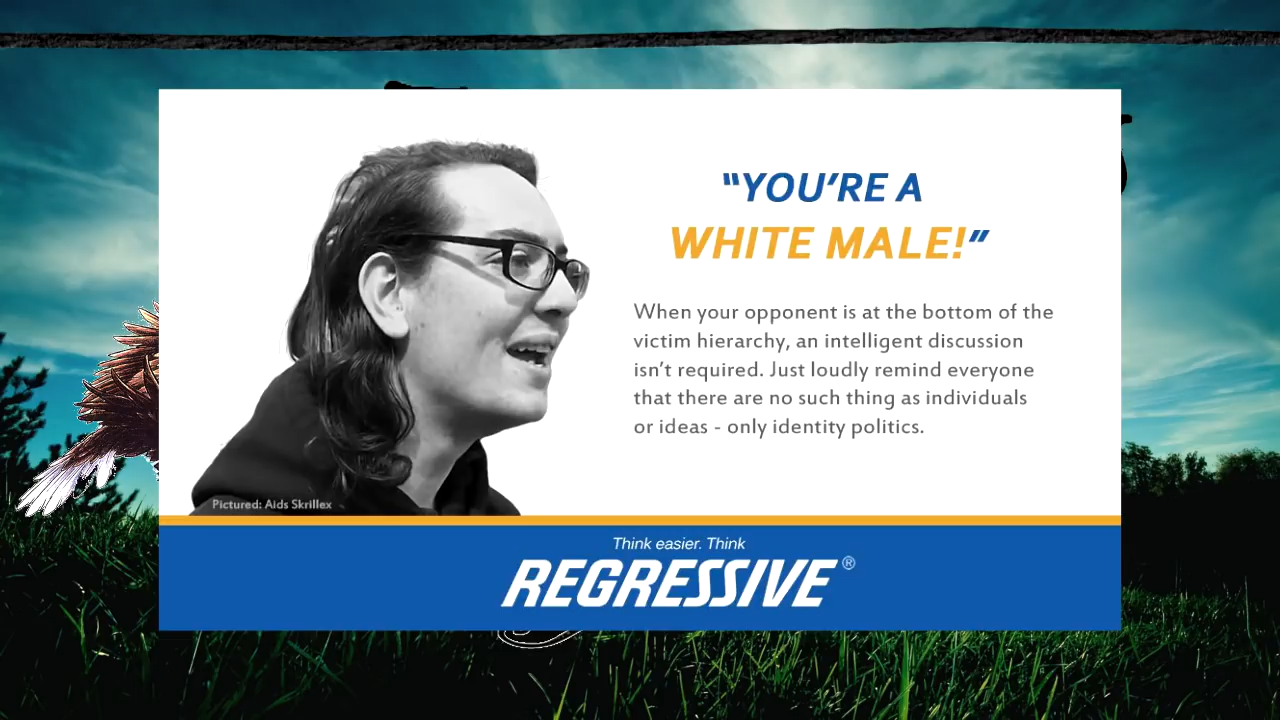 “YOU’RE A
WHITE MALE!”
When your opponent is at the bottom of the
victim hierarchy, an intelligent discussion
isn’t required. Just loudly remind everyone
that there are no such thing as individuals
or ideas - only identity politics.
Pictured: Aids Skrillex
Think easier. Think
REGRESSIVE®